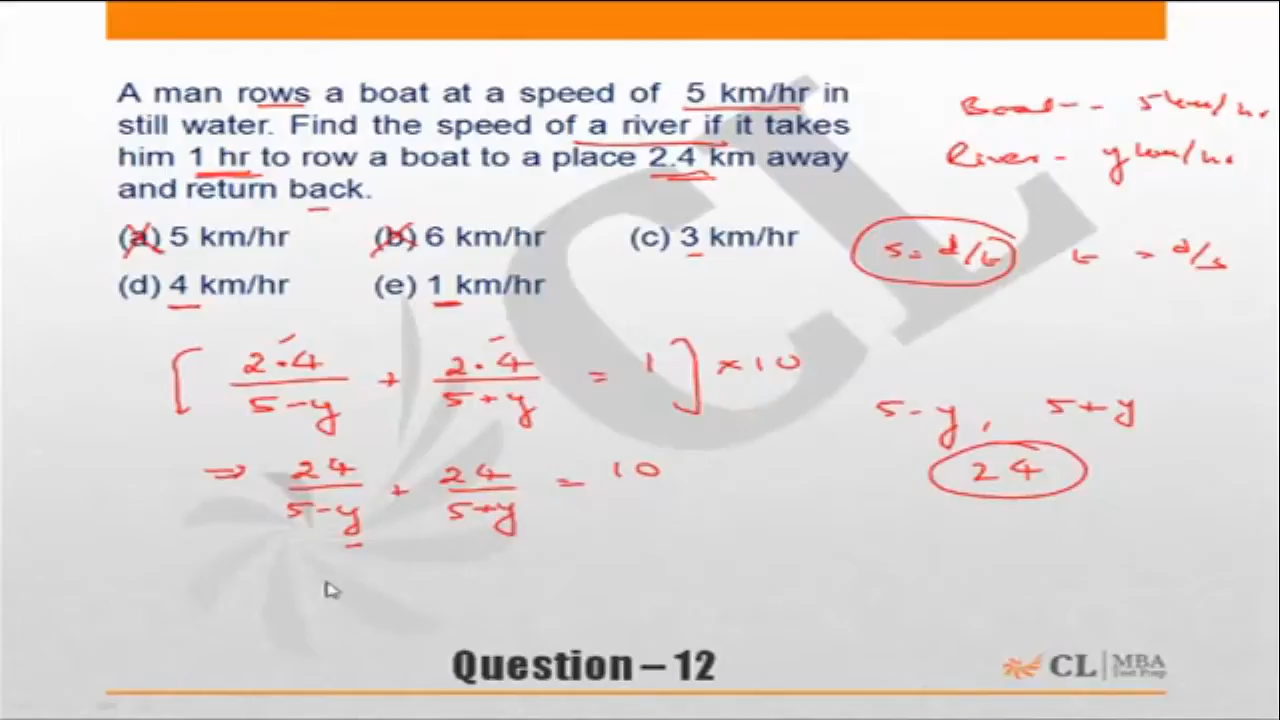 A man rows a boat at a speed of 5 km/hr in
still water. Find the speed of a river if it takes
him 1 hr to row a boat to a place 2.4 km away
and return back.
(a) 5 km/hr (b) 6 km/hr (c) 3 km/hr
(d) 4 km/hr (e) 1 km/hr
Boat - - 5 km/hr
River - y km/hr
s = d/t t = d/s
[ 2.4/5-y + 2.4/5+y = 1 ] × 10
5-y, 5+y
24
⇒ 24/5-y + 24/5+y = 10
CL
Question – 12
CL MBA
Test Prep